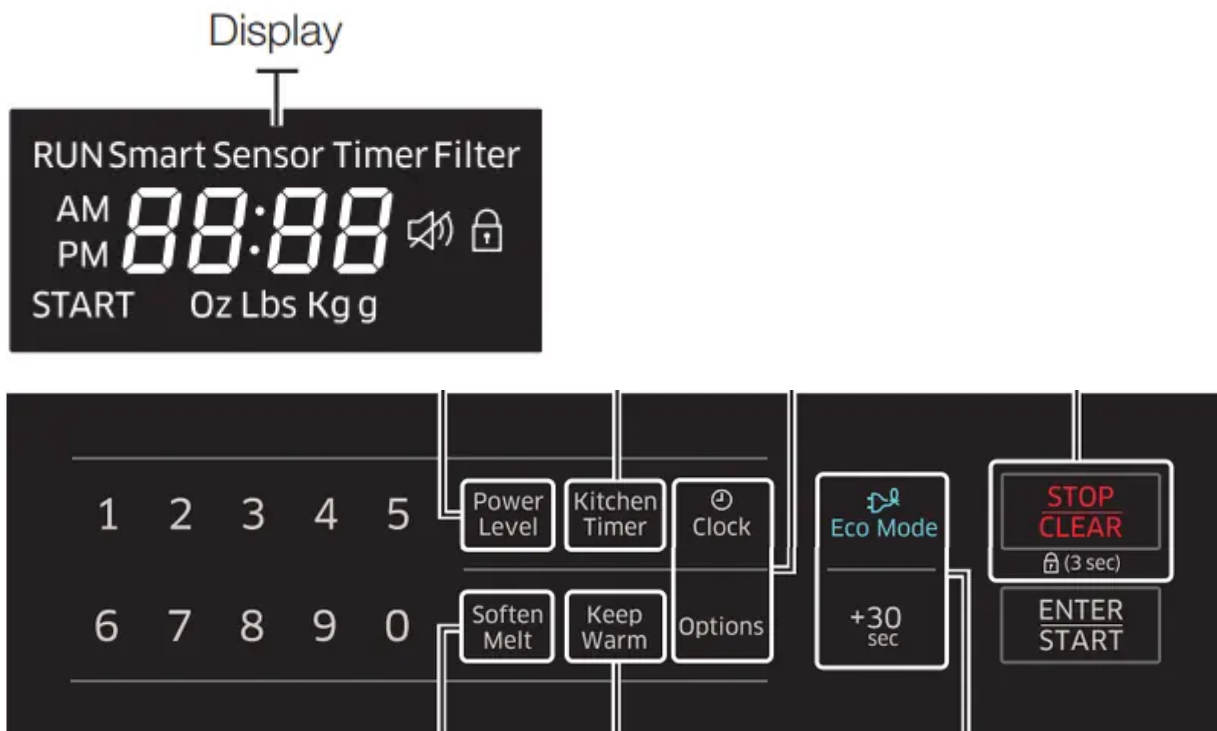 Display
RUN Smart Sensor Timer Filter
AM
88:88
PM
START Oz Lbs Kg g
1 2 3 4 5
Power
Level
Kitchen
Timer
Clock
Eco Mode
STOP
CLEAR
(3 sec)
6 7 8 9 0
Soften
Melt
Keep
Warm
Options
+30
sec
ENTER
START